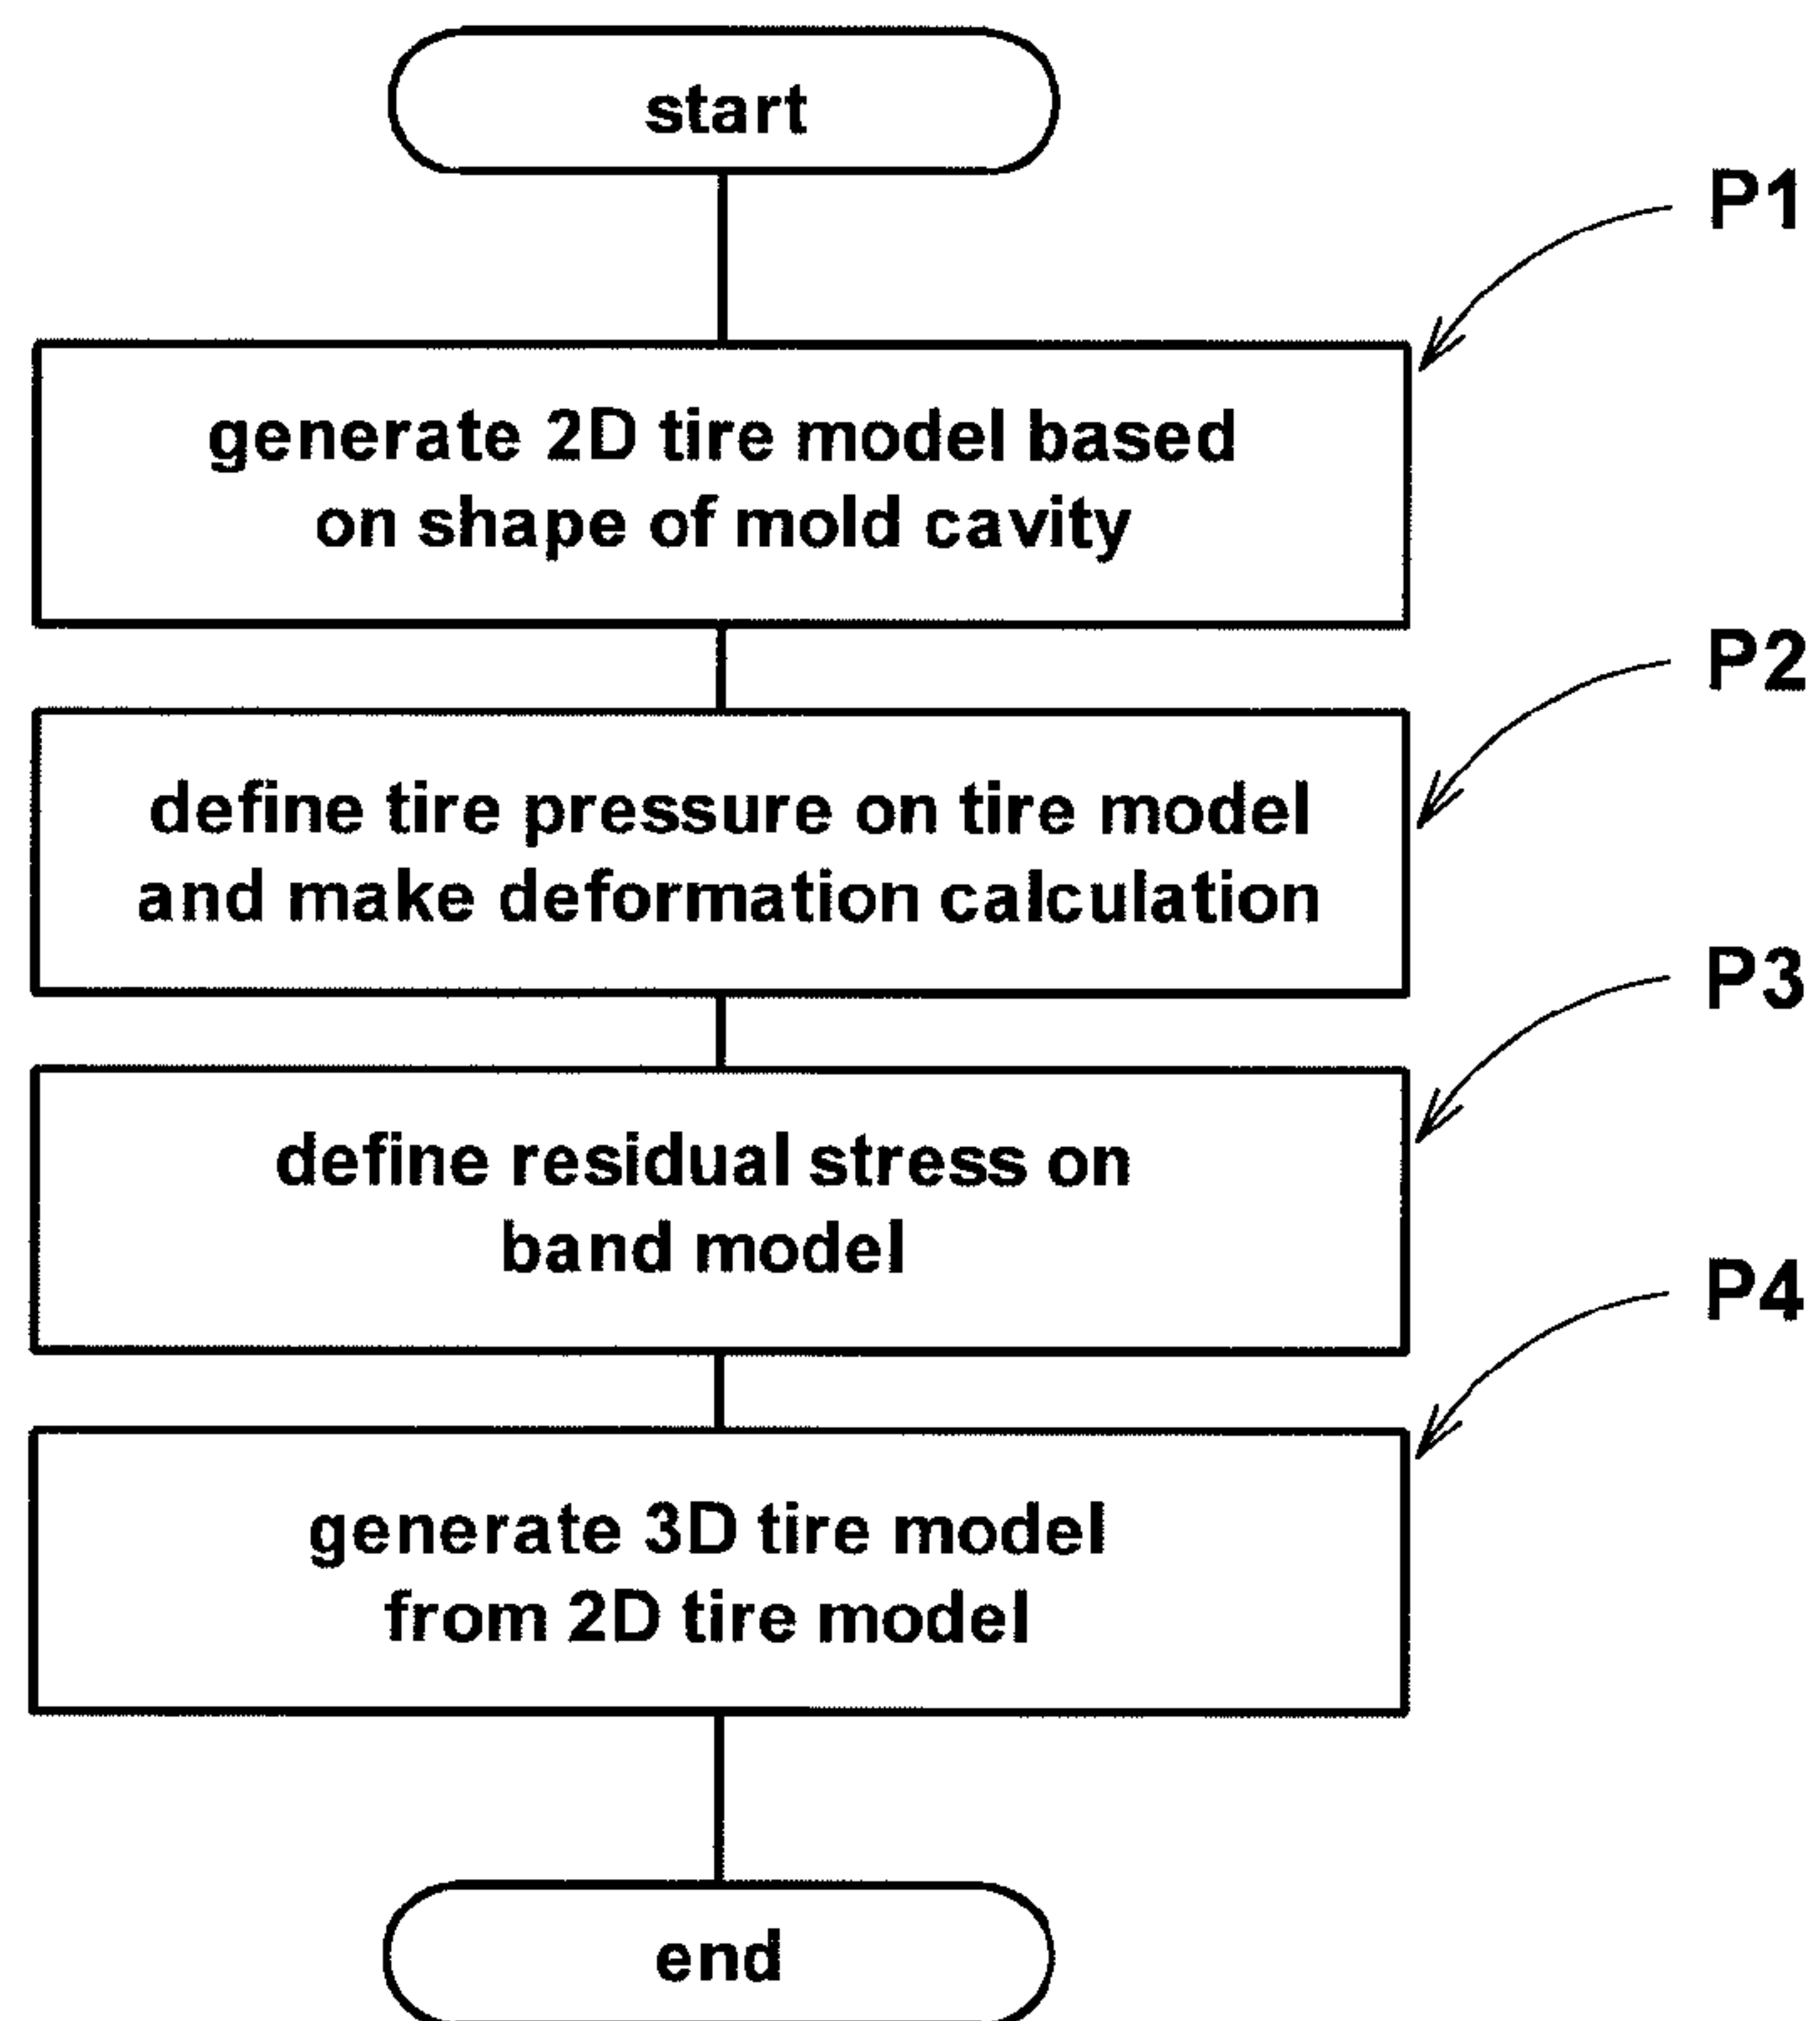 start
P1
generate 2D tire model based
on shape of mold cavity
P2
define tire pressure on tire model
and make deformation calculation
P3
define residual stress on
band model
P4
generate 3D tire model
from 2D tire model
end